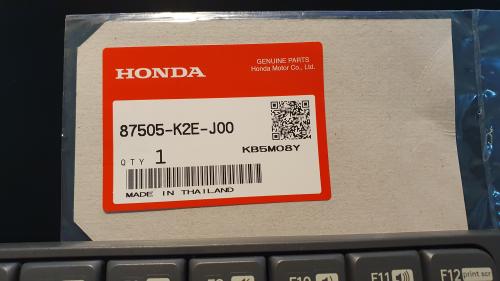 GENUINE PARTS
HONDA
Honda Motor Co., Ltd.
87505-K2E-J00
KB5M08Y
QTY 1
MADE IN THAILAND
F10
F11
F12
print scr